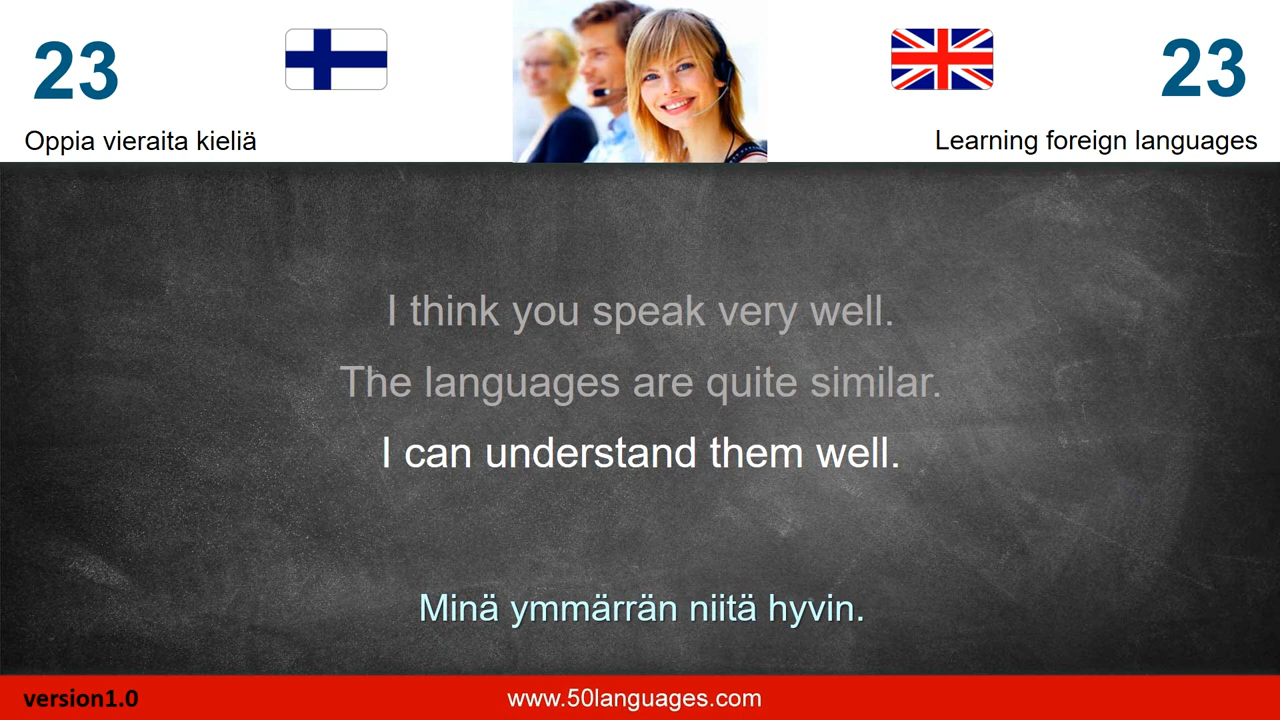 23
23
Oppia vieraita kieliä
Learning foreign languages
I think you speak very well.
The languages are quite similar.
I can understand them well.
Minä ymmärrän niitä hyvin.
version1.0
www.50languages.com